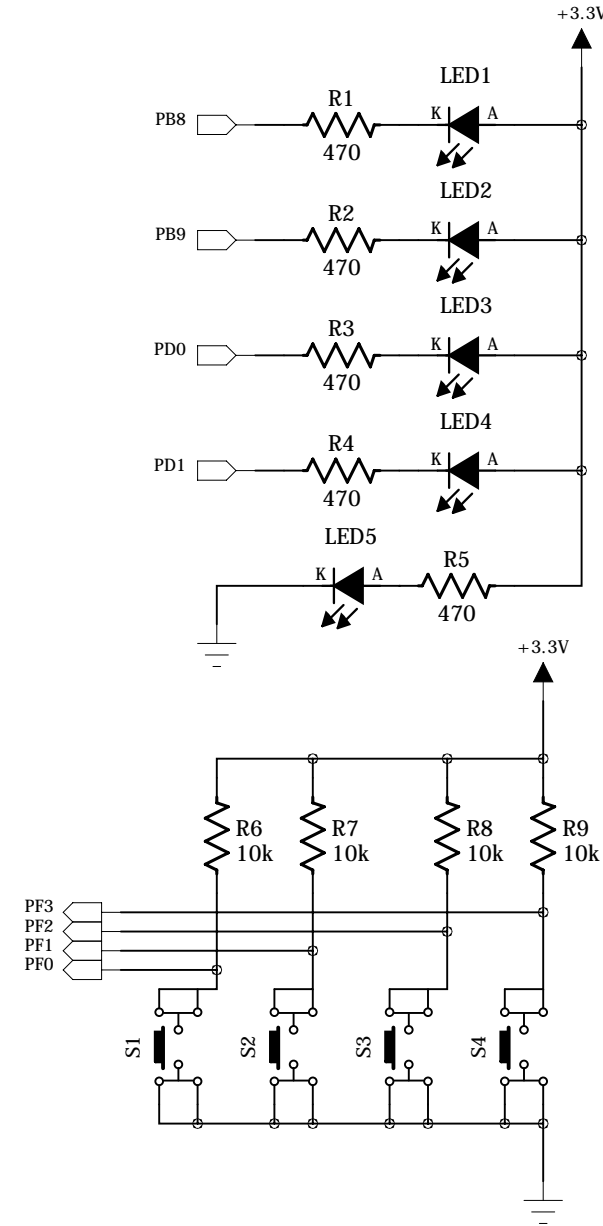 +3.3V
LED1
R1
K A
PB8
470
LED2
R2
K A
PB9
470
LED3
R3
K A
PD0
470
LED4
R4
K A
PD1
470
LED5
R5
K A
470
+3.3V
R6 R7 R8 R9
10k 10k 10k 10k
PF3
PF2
PF1
PF0
S1 S2 S3 S4